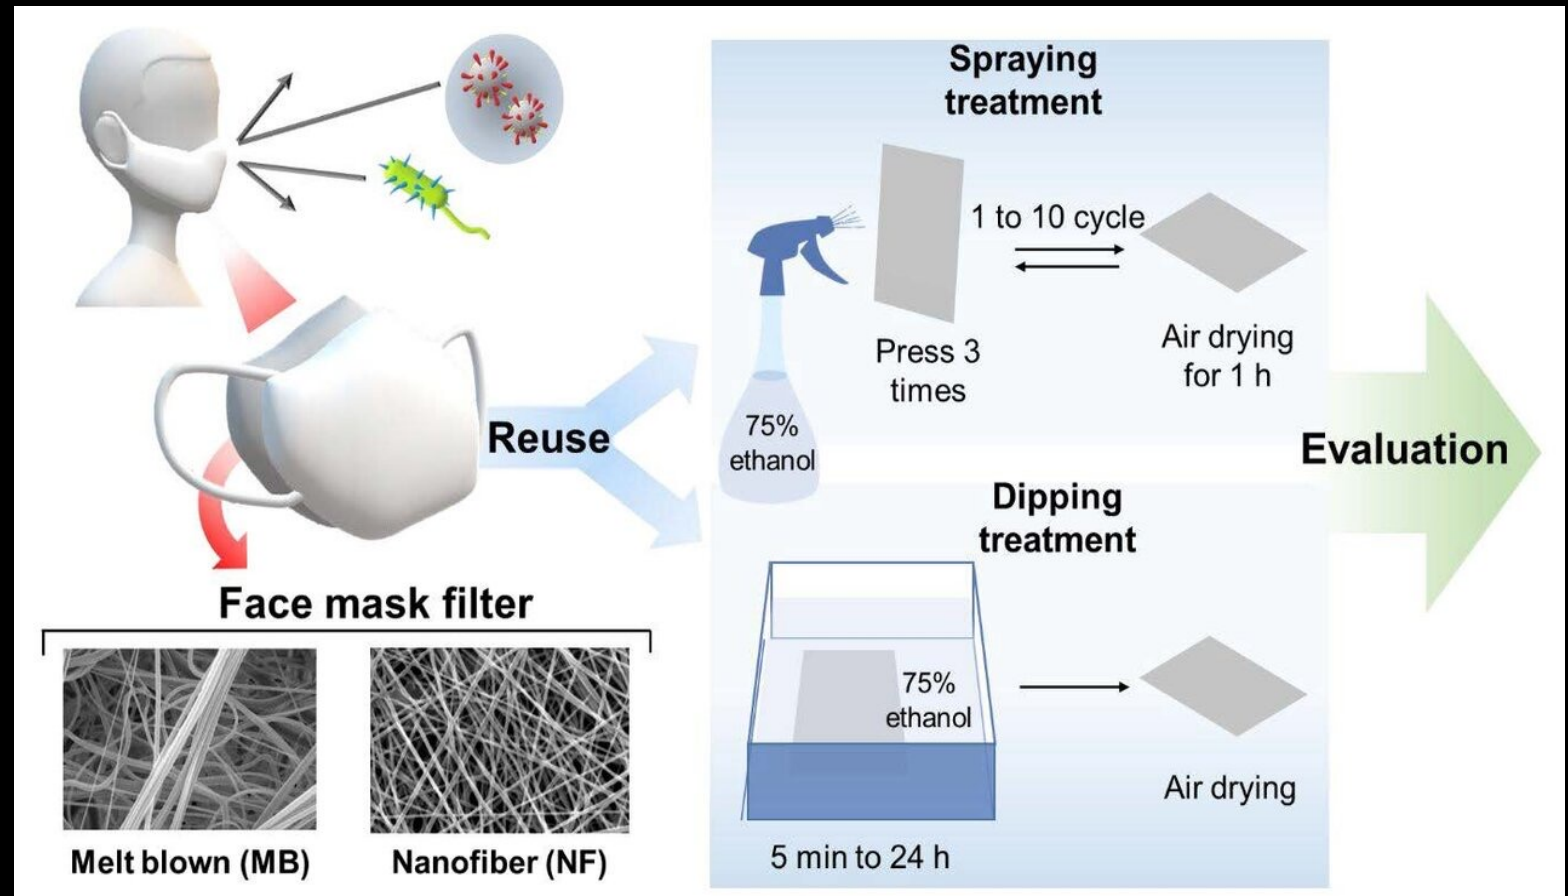 Spraying
treatment
1 to 10 cycle
Press 3
times
Air drying
for 1 h
75%
ethanol
Reuse
Evaluation
Dipping
treatment
75%
ethanol
Air drying
5 min to 24 h
Face mask filter
Melt blown (MB)
Nanofiber (NF)